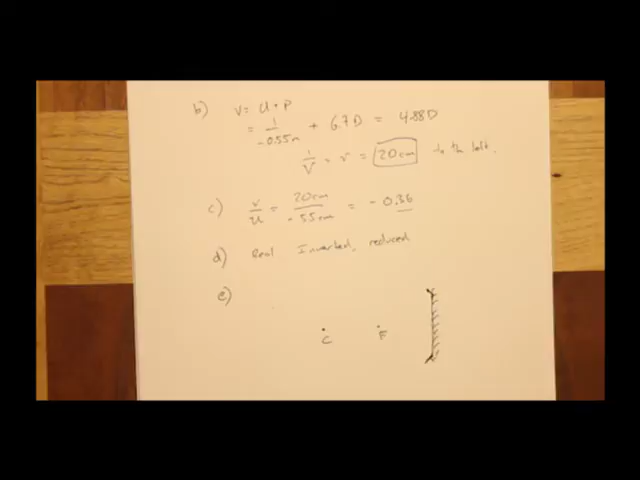 b) V = U + P
= 1/-0.55m + 6.7D = 4.88D
1/V = v = 20cm to the left.
c) v/u = 20cm/-55cm = -0.36
d) Real Inverted, reduced
e)
C F